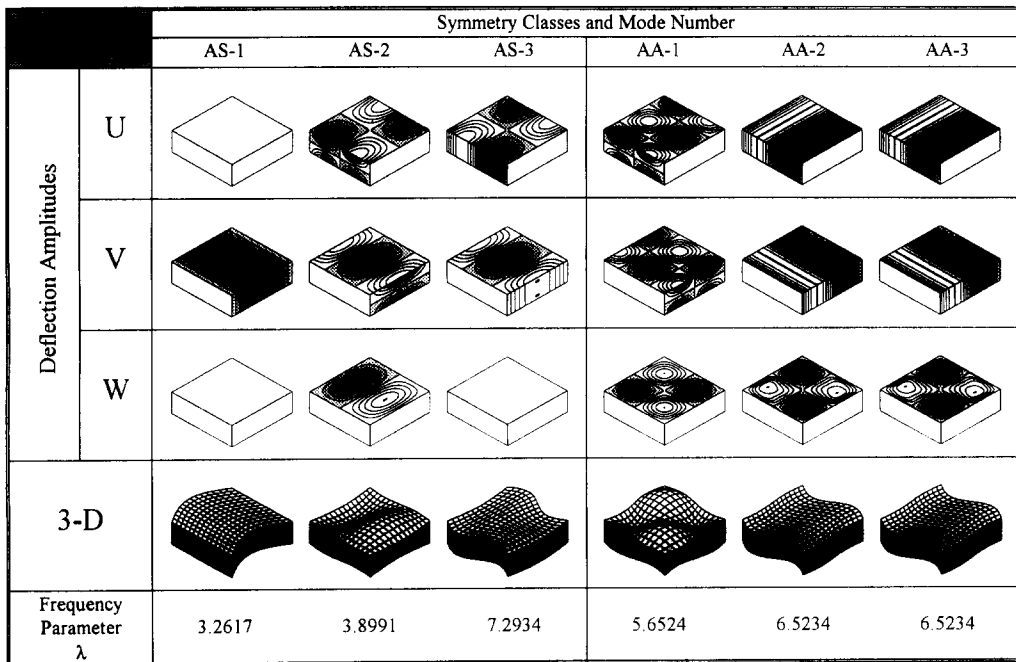 Symmetry Classes and Mode Number
AS-1 AS-2 AS-3 AA-1 AA-2 AA-3
Deflection Amplitudes
U
V
W
3-D
Frequency
Parameter
λ
3.2617 3.8991 7.2934 5.6524 6.5234 6.5234